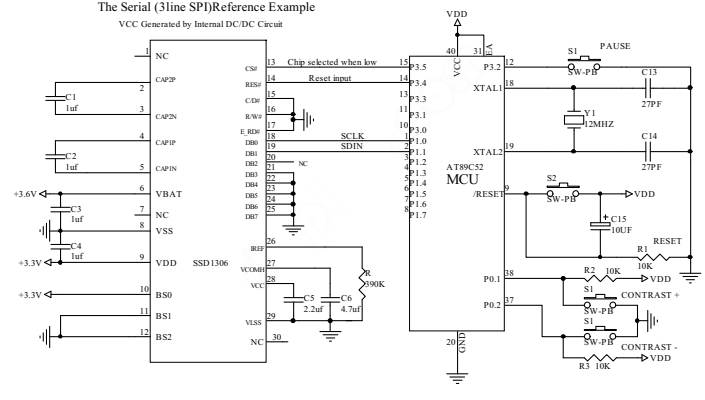 The Serial (3line SPI)Reference Example
VCC Generated by Internal DC/DC Circuit
1 NC
CAP2P
2
C1
1uf
3 CAP2N
4 CAP1P
C2
1uf
5 CAP1N
+3.6V
6 VBAT
C3
1uf
7 NC
8 VSS
C4
1uf
+3.3V
9 VDD
SSD1306
+3.3V
10 BS0
11 BS1
12 BS2
CS# 13 Chip selected when low 15 P3.5
RES# 14 Reset input 14 P3.4
C/D# 15
R/W# 16
E_RD# 17
DB0 18 SCLK 1 P1.0
DB1 19 SDIN 2 P1.1
DB2 20 NC
DB3 21
DB4 22
DB5 23
DB6 24
DB7 25
IREF 26
VCOMH 27
VCC 28
VLSS 29
NC 30
C5
2.2uf
C6
4.7uf
R
390K
VDD
40
VCC
31
EA
13 P3.3
11 P3.1
10 P3.0
3 P1.2
4 P1.3
5 P1.4
6 P1.5
7 P1.6
8 P1.7
AT89C52
MCU
20
GND
P3.2 12
S1
PAUSE
SW-PB
XTAL1 18
C13
27PF
Y1
12MHZ
XTAL2 19
C14
27PF
/RESET 9
S2
SW-PB
VDD
+
C15
10UF
RESET
R1
10K
P0.1 38
R2 10K
VDD
S1
CONTRAST +
SW-PB
P0.2 37
S1
SW-PB
CONTRAST -
VDD
R3 10K